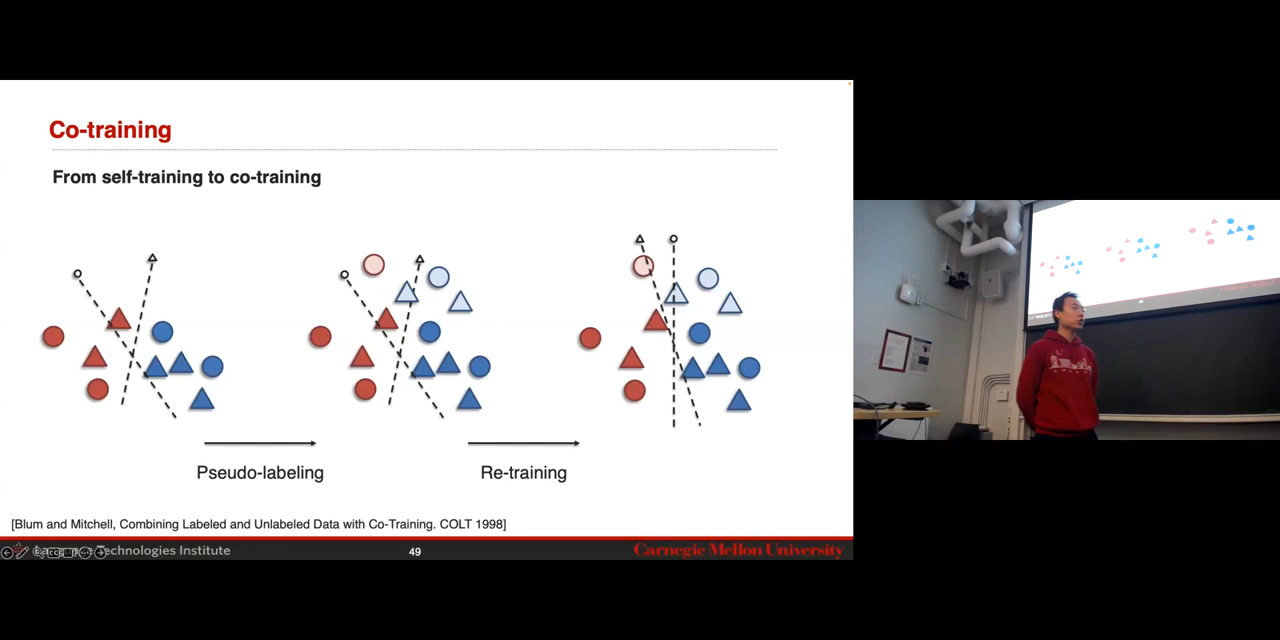 Co-training
From self-training to co-training
Pseudo-labeling
Re-training
[Blum and Mitchell, Combining Labeled and Unlabeled Data with Co-Training. COLT 1998]
Technologies Institute
49
Carnegie Mellon University